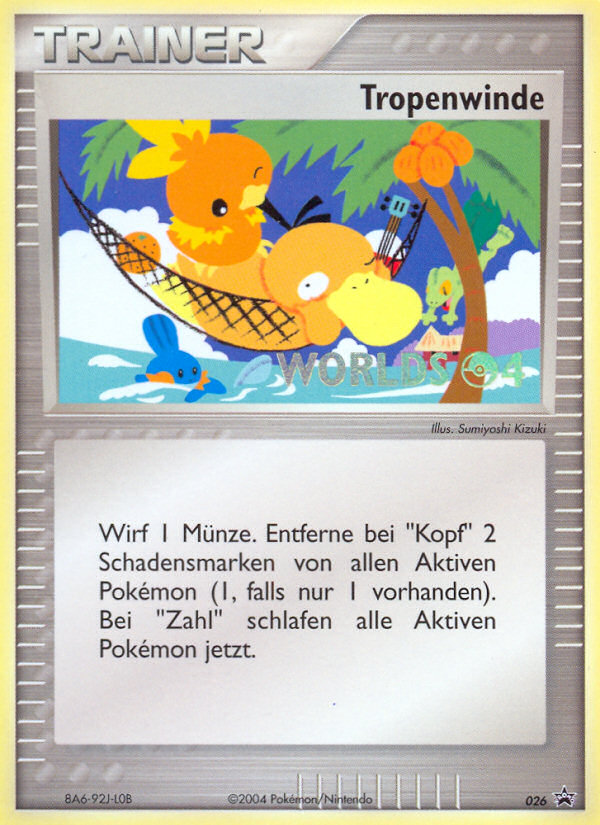 TRAINER
Tropenwinde
WORLDS 04
Illus. Sumiyoshi Kizuki
Wirf 1 Münze. Entferne bei "Kopf" 2
Schadensmarken von allen Aktiven
Pokémon (1, falls nur 1 vorhanden).
Bei "Zahl" schlafen alle Aktiven
Pokémon jetzt.
8A6-92J-L0B
©2004 Pokémon/Nintendo
026